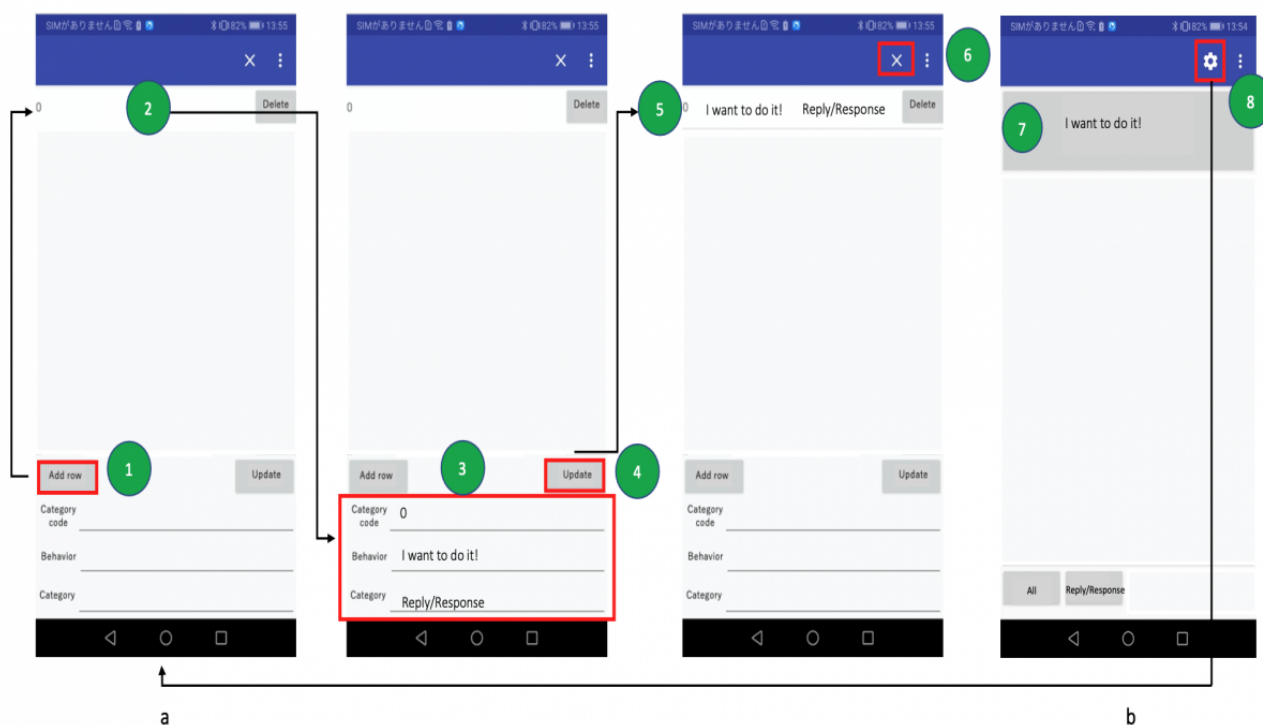 SIMがありません 82% 13:55
X
0
2
Delete
Add row
1
Update
Category
code
Behavior
Category
SIMがありません 82% 13:55
X
0
Delete
Add row
3
Update
4
Category
code
0
Behavior
I want to do it!
Category
Reply/Response
SIMがありません 82% 13:55
X
6
5
0
I want to do it!
Reply/Response
Delete
Add row
Update
Category
code
Behavior
Category
SIMがありません 82% 13:54
8
7
I want to do it!
All
Reply/Response
a
b